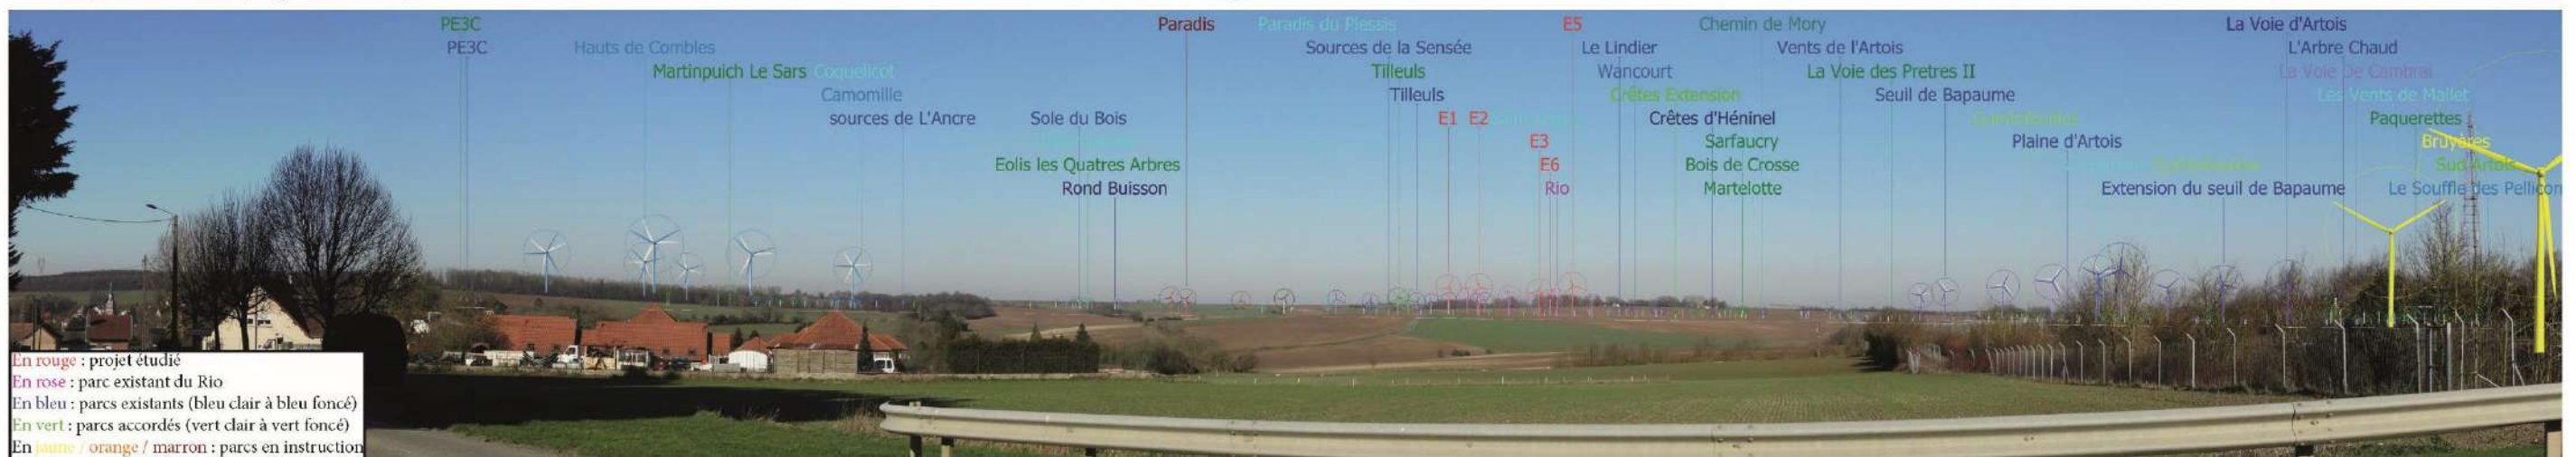 PE3C
PE3C
Hauts de Combles
Martinpuich Le Sars
Coquelicot
Camomille
sources de L'Ancre
Sole du Bois
Eolis les Quatres Arbres
Rond Buisson
Paradis
Paradis du Plessis
Sources de la Sensée
Tilleuls
Tilleuls
E1
E2
E3
E6
Rio
E5
Le Lindier
Wancourt
Crêtes Extension
Crêtes d'Héninel
Sarfaucry
Bois de Crosse
Martelotte
Chemin de Mory
Vents de l'Artois
La Voie des Pretres II
Seuil de Bapaume
Plaine d'Artois
Extension du seuil de Bapaume
La Voie d'Artois
L'Arbre Chaud
La Voie De Cambrai
Les Vents de Mallet
Paquerettes
Bruyères
Sud-Artois
Le Souffle des Pellicon
En rouge : projet étudié
En rose : parc existant du Rio
En bleu : parcs existants (bleu clair à bleu foncé)
En vert : parcs accordés (vert clair à vert foncé)
En jaune / orange / marron : parcs en instruction